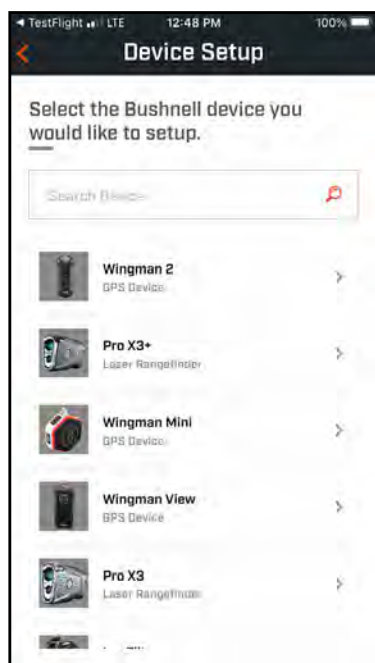 TestFlight LTE 12:48 PM 100%
Device Setup
Select the Bushnell device you
would like to setup.
Search Device
Wingman 2
GPS Device
Pro X3+
Laser Rangefinder
Wingman Mini
GPS Device
Wingman View
GPS Device
Pro X3
Laser Rangefinder